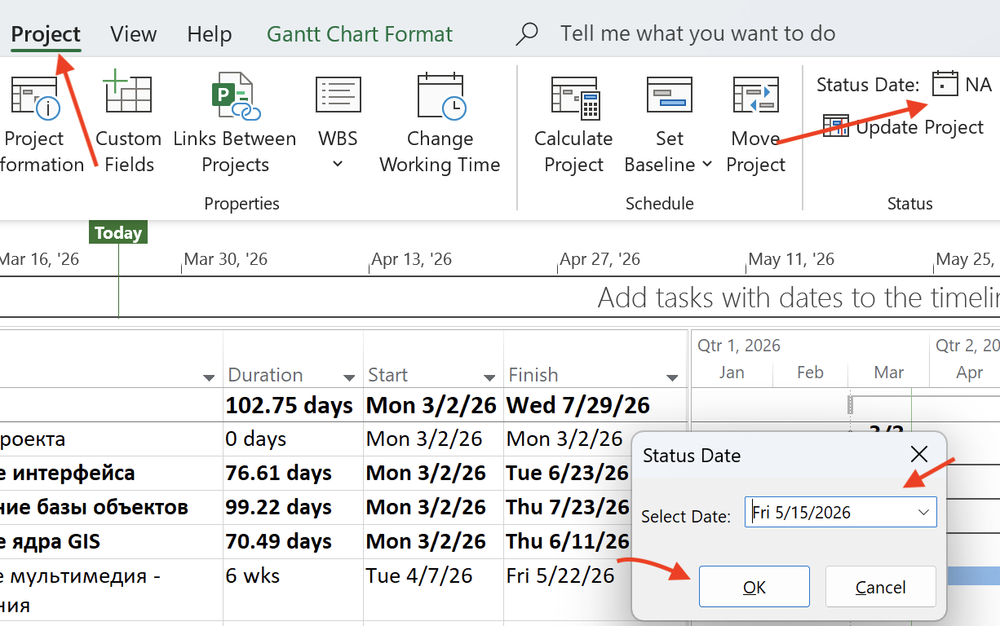 Project View Help Gantt Chart Format Tell me what you want to do
Status Date: NA
Update Project
Project
formation
Custom
Fields
Links Between
Projects
WBS
Change
Working Time
Calculate
Project
Set
Baseline
Move
Project
Properties Schedule Status
Today
Mar 16, '26 Mar 30, '26 Apr 13, '26 Apr 27, '26 May 11, '26 May 25,
Add tasks with dates to the timelin
Qtr 1, 2026 Qtr 2, 20
Duration Start Finish Jan Feb Mar Apr
102.75 days Mon 3/2/26 Wed 7/29/26
3/2
роекта 0 days Mon 3/2/26 Mon 3/2/26
е интерфейса 76.61 days Mon 3/2/26 Tue 6/23/26
ние базы объектов 99.22 days Mon 3/2/26 Thu 7/23/26
е ядра GIS 70.49 days Mon 3/2/26 Thu 6/11/26
е мультимедия - 6 wks Tue 4/7/26 Fri 5/22/26
ния
Status Date
Select Date: Fri 5/15/2026
OK Cancel